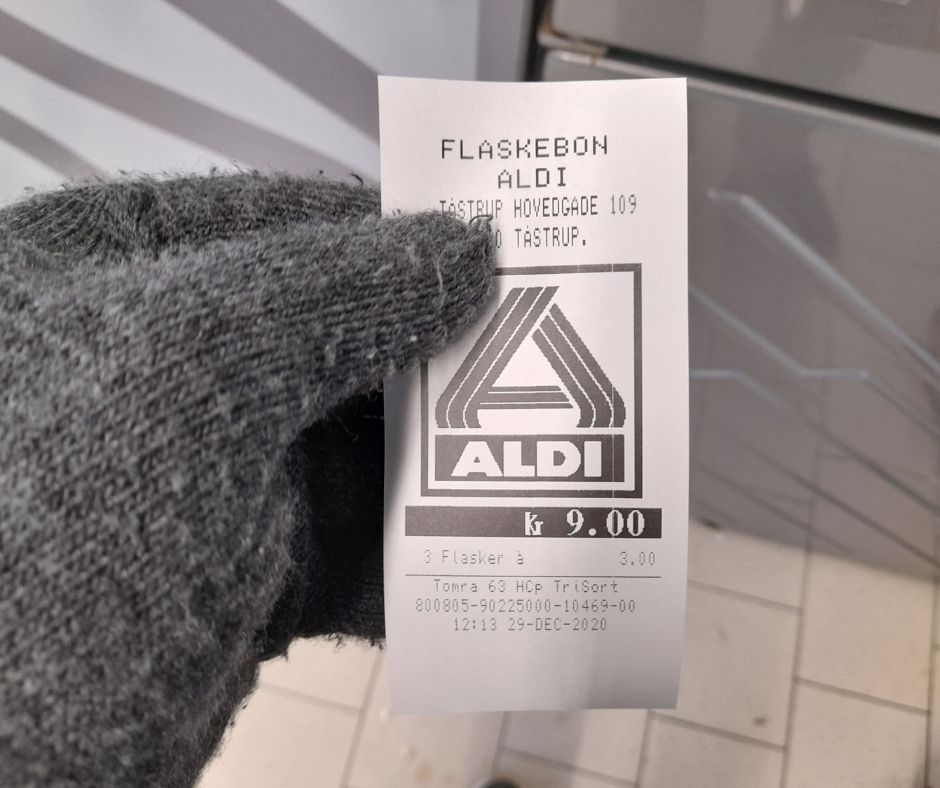 FLASKEBON
ALDI
TÅSTRUP HOVEDGADE 109
0 TÅSTRUP.
ALDI
Kr 9.00
3 Flasker à 3.00
Tomra 63 HCp TriSort
800805-90225000-10469-00
12:13 29-DEC-2020